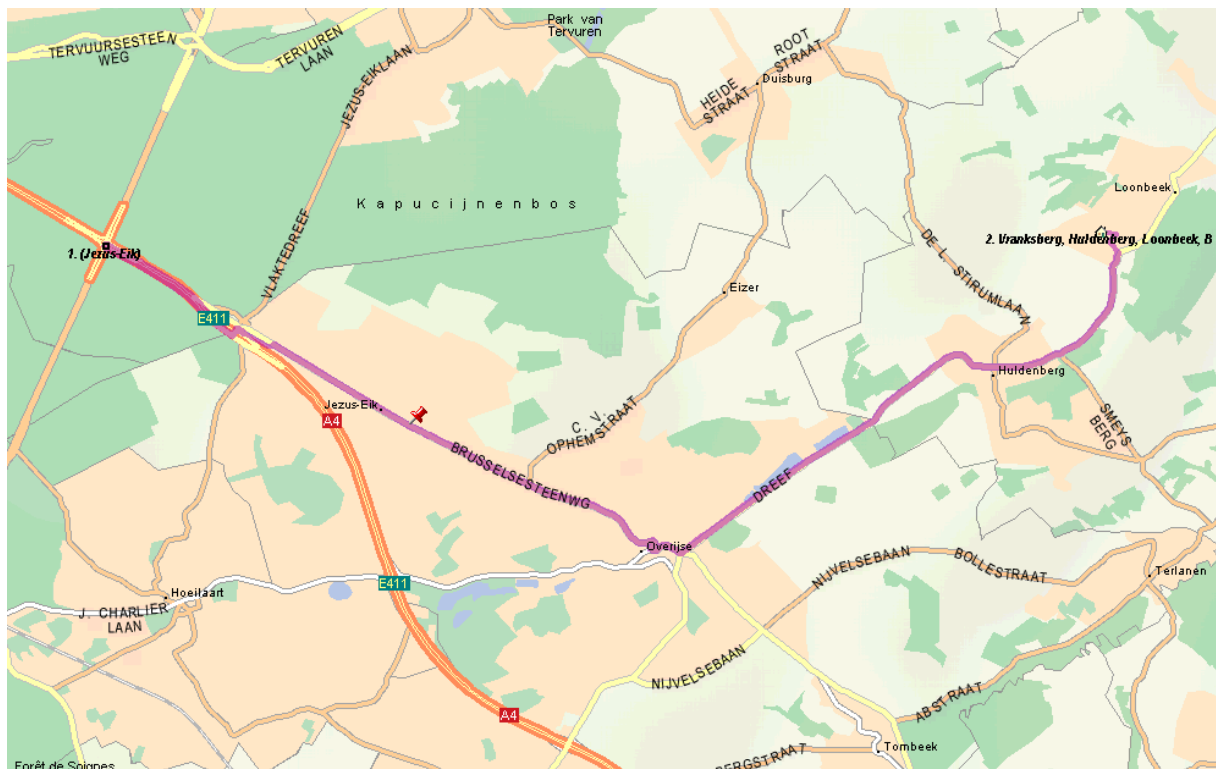 Park van
Tervuren
TERVUURSESTEEN
WEG
TERVUREN
LAAN
JEZUS-EIKLAAN
ROOT
STRAAT
HEIDE
STRAAT
Duisburg
Kapucijnenbos
Loonbeek
1. (Jezus-Eik)
2. Vranksberg, Huldenberg, Loonbeek, B
VLAKTEDREEF
DE L. STIRUMLAAN
Eizer
E411
Huldenberg
Jezus-Eik
A4
C. V.
OPHEMSTRAAT
SMEYS
BERG
BRUSSELSESTEENWG
DREEF
Overijse
NIJVELSEBAAN
BOLLESTRAAT
Terlanen
E411
Hoeilaart
J. CHARLIER
LAAN
NIJVELSEBAAN
ABSTRAAT
A4
Tombeek
BERGSTRAAT
Forêt de Soignes